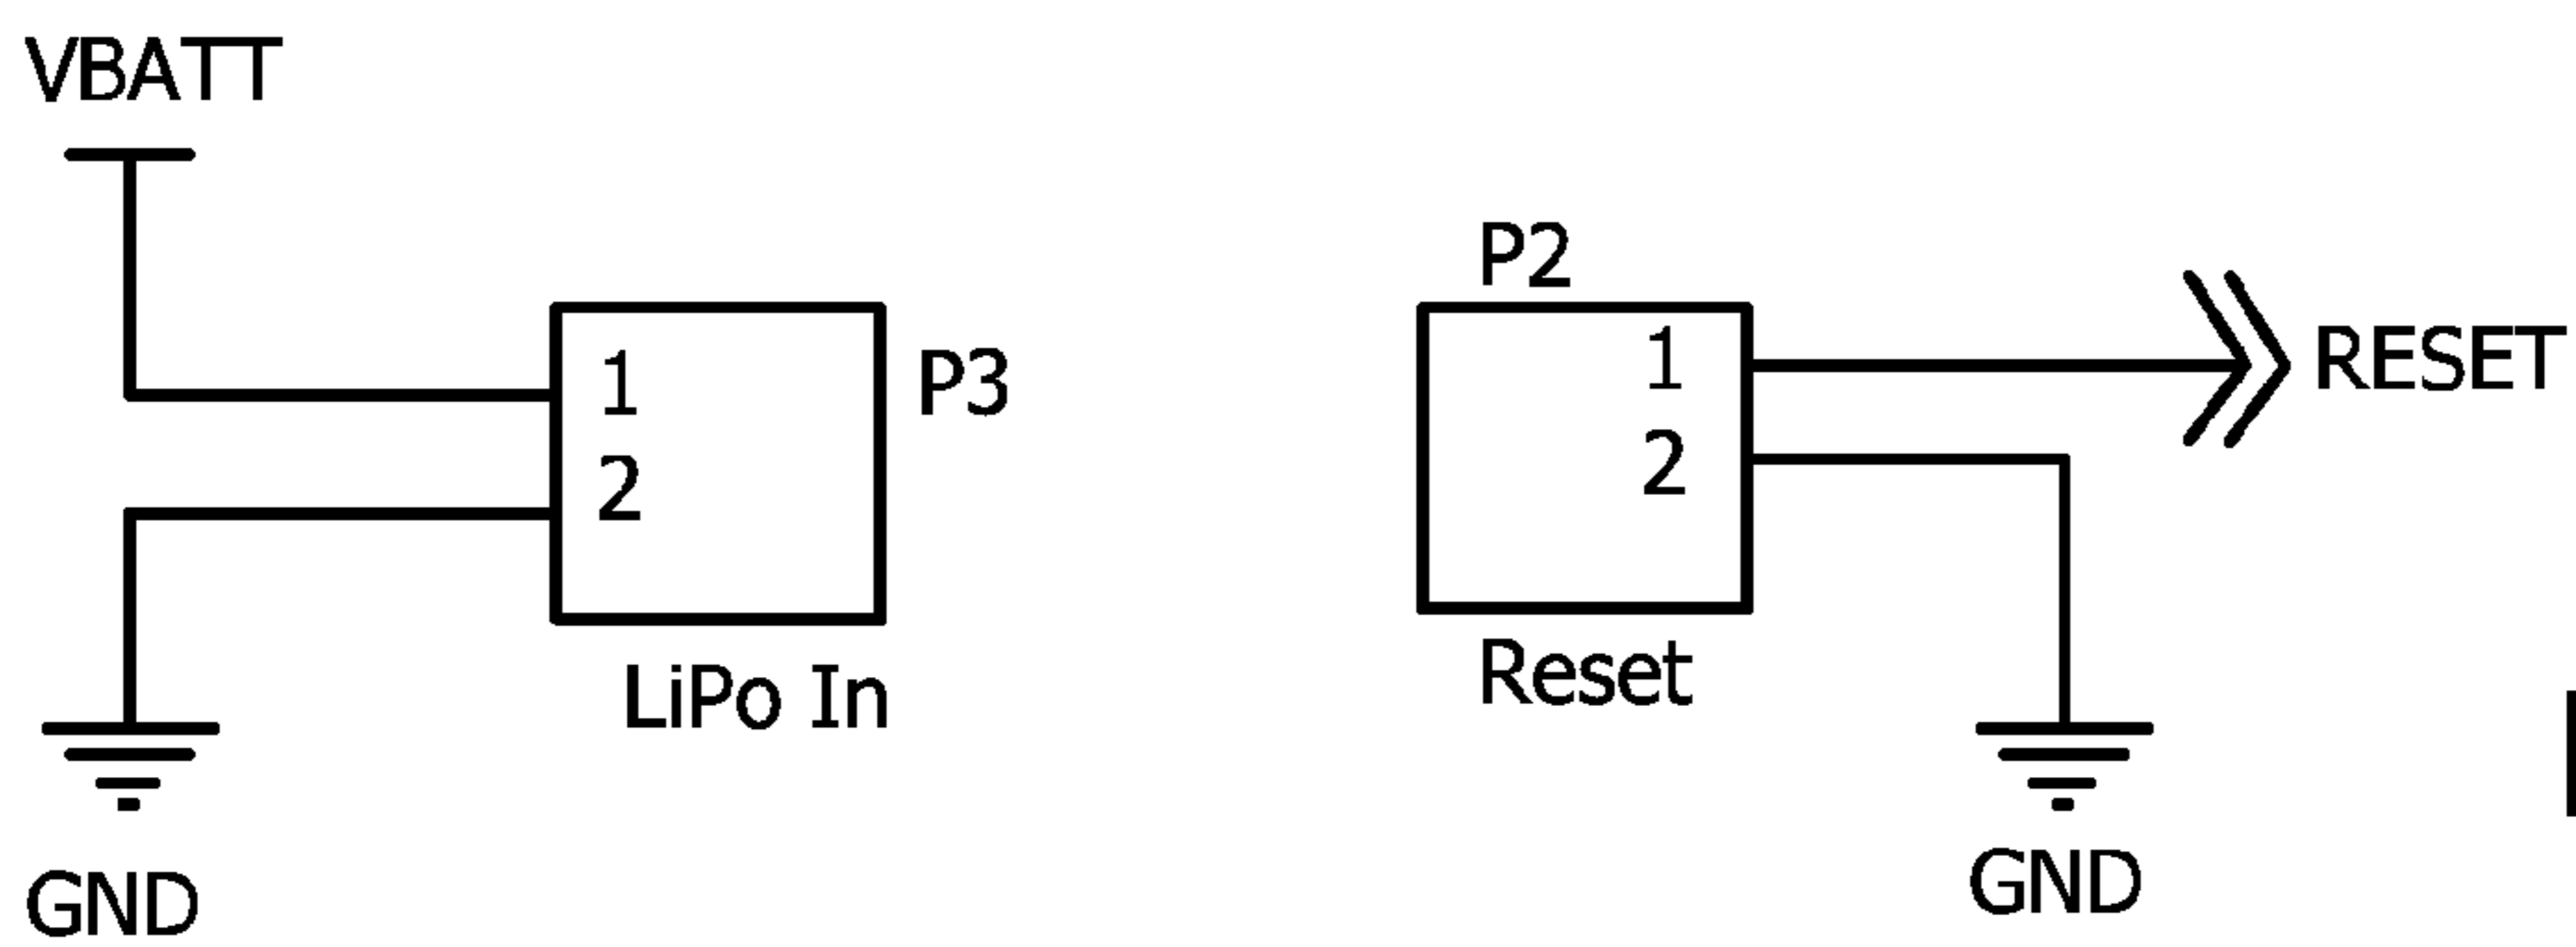 VBATT
1
2
P3
LiPo In
GND
P2
1
2
Reset
RESET
GND